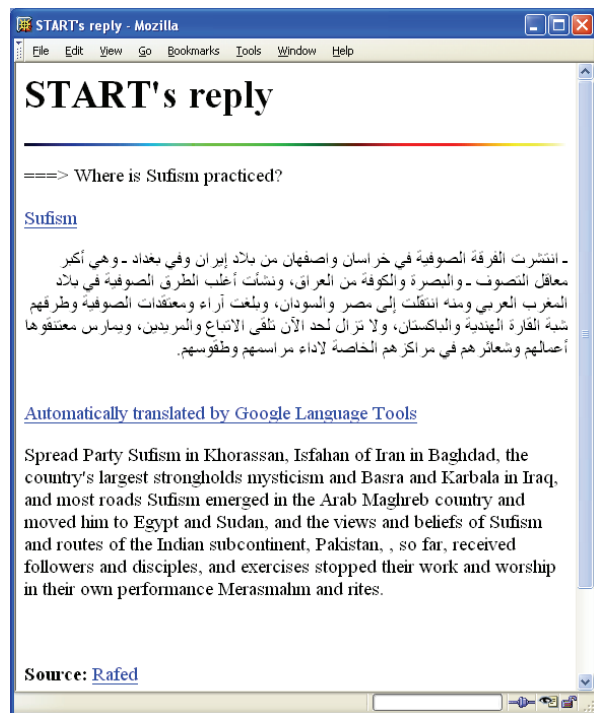 START's reply - Mozilla
File Edit View Go Bookmarks Tools Window Help
START's reply
===> Where is Sufism practiced?
Sufism
ـ انتشرت الفرقة الصوفية في خراسان واصفهان من بلاد إيران وفي بغداد ـ وهي أكبر
معاقل التصوف ـ والبصرة والكوفة من العراق، ونشأت أغلب الطرق الصوفية في بلاد
المغرب العربي ومنه انتقلت إلى مصر والسودان، وبلغت آراء ومعتقدات الصوفية وطرقهم
شبة القارة الهندية والباكستان، ولا تزال لحد الآن تلقى الاتباع والمريدين، ويمارس معتنقوها
أعمالهم وشعائرهم في مراكزهم الخاصة لاداء مراسمهم وطقوسهم.
Automatically translated by Google Language Tools
Spread Party Sufism in Khorassan, Isfahan of Iran in Baghdad, the
country's largest strongholds mysticism and Basra and Karbala in Iraq,
and most roads Sufism emerged in the Arab Maghreb country and
moved him to Egypt and Sudan, and the views and beliefs of Sufism
and routes of the Indian subcontinent, Pakistan, , so far, received
followers and disciples, and exercises stopped their work and worship
in their own performance Merasmahm and rites.
Source: Rafed